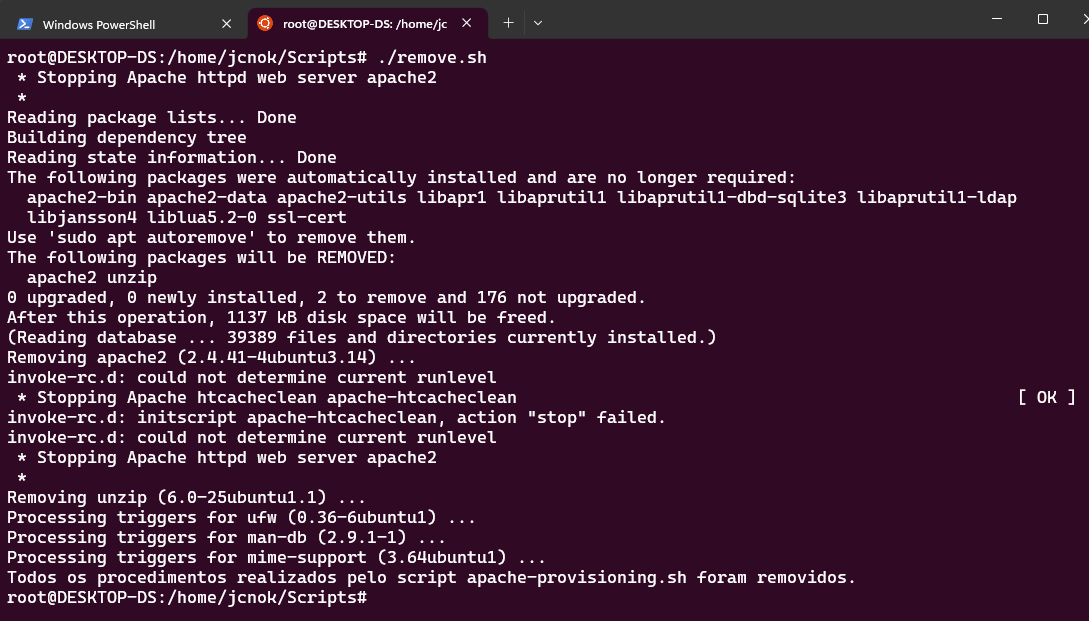 Windows PowerShell
root@DESKTOP-DS: /home/jc
root@DESKTOP-DS:/home/jcnok/Scripts# ./remove.sh
 * Stopping Apache httpd web server apache2
 *
Reading package lists... Done
Building dependency tree
Reading state information... Done
The following packages were automatically installed and are no longer required:
  apache2-bin apache2-data apache2-utils libapr1 libaprutil1 libaprutil1-dbd-sqlite3 libaprutil1-ldap
  libjansson4 liblua5.2-0 ssl-cert
Use 'sudo apt autoremove' to remove them.
The following packages will be REMOVED:
  apache2 unzip
0 upgraded, 0 newly installed, 2 to remove and 176 not upgraded.
After this operation, 1137 kB disk space will be freed.
(Reading database ... 39389 files and directories currently installed.)
Removing apache2 (2.4.41-4ubuntu3.14) ...
invoke-rc.d: could not determine current runlevel
 * Stopping Apache htcacheclean apache-htcacheclean [ OK ]
invoke-rc.d: initscript apache-htcacheclean, action "stop" failed.
invoke-rc.d: could not determine current runlevel
 * Stopping Apache httpd web server apache2
 *
Removing unzip (6.0-25ubuntu1.1) ...
Processing triggers for ufw (0.36-6ubuntu1) ...
Processing triggers for man-db (2.9.1-1) ...
Processing triggers for mime-support (3.64ubuntu1) ...
Todos os procedimentos realizados pelo script apache-provisioning.sh foram removidos.
root@DESKTOP-DS:/home/jcnok/Scripts#